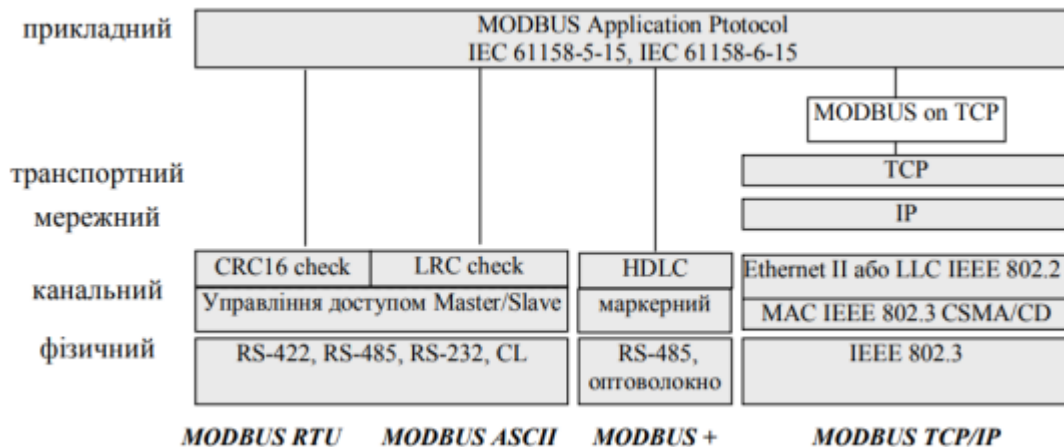 прикладний
MODBUS Application Ptotocol
IEC 61158-5-15, IEC 61158-6-15
MODBUS on TCP
транспортний
TCP
мережний
IP
канальний
CRC16 check
LRC check
HDLC
Ethernet II або LLC IEEE 802.2
Управління доступом Master/Slave
маркерний
MAC IEEE 802.3 CSMA/CD
фізичний
RS-422, RS-485, RS-232, CL
RS-485,
оптоволокно
IEEE 802.3
MODBUS RTU
MODBUS ASCII
MODBUS +
MODBUS TCP/IP